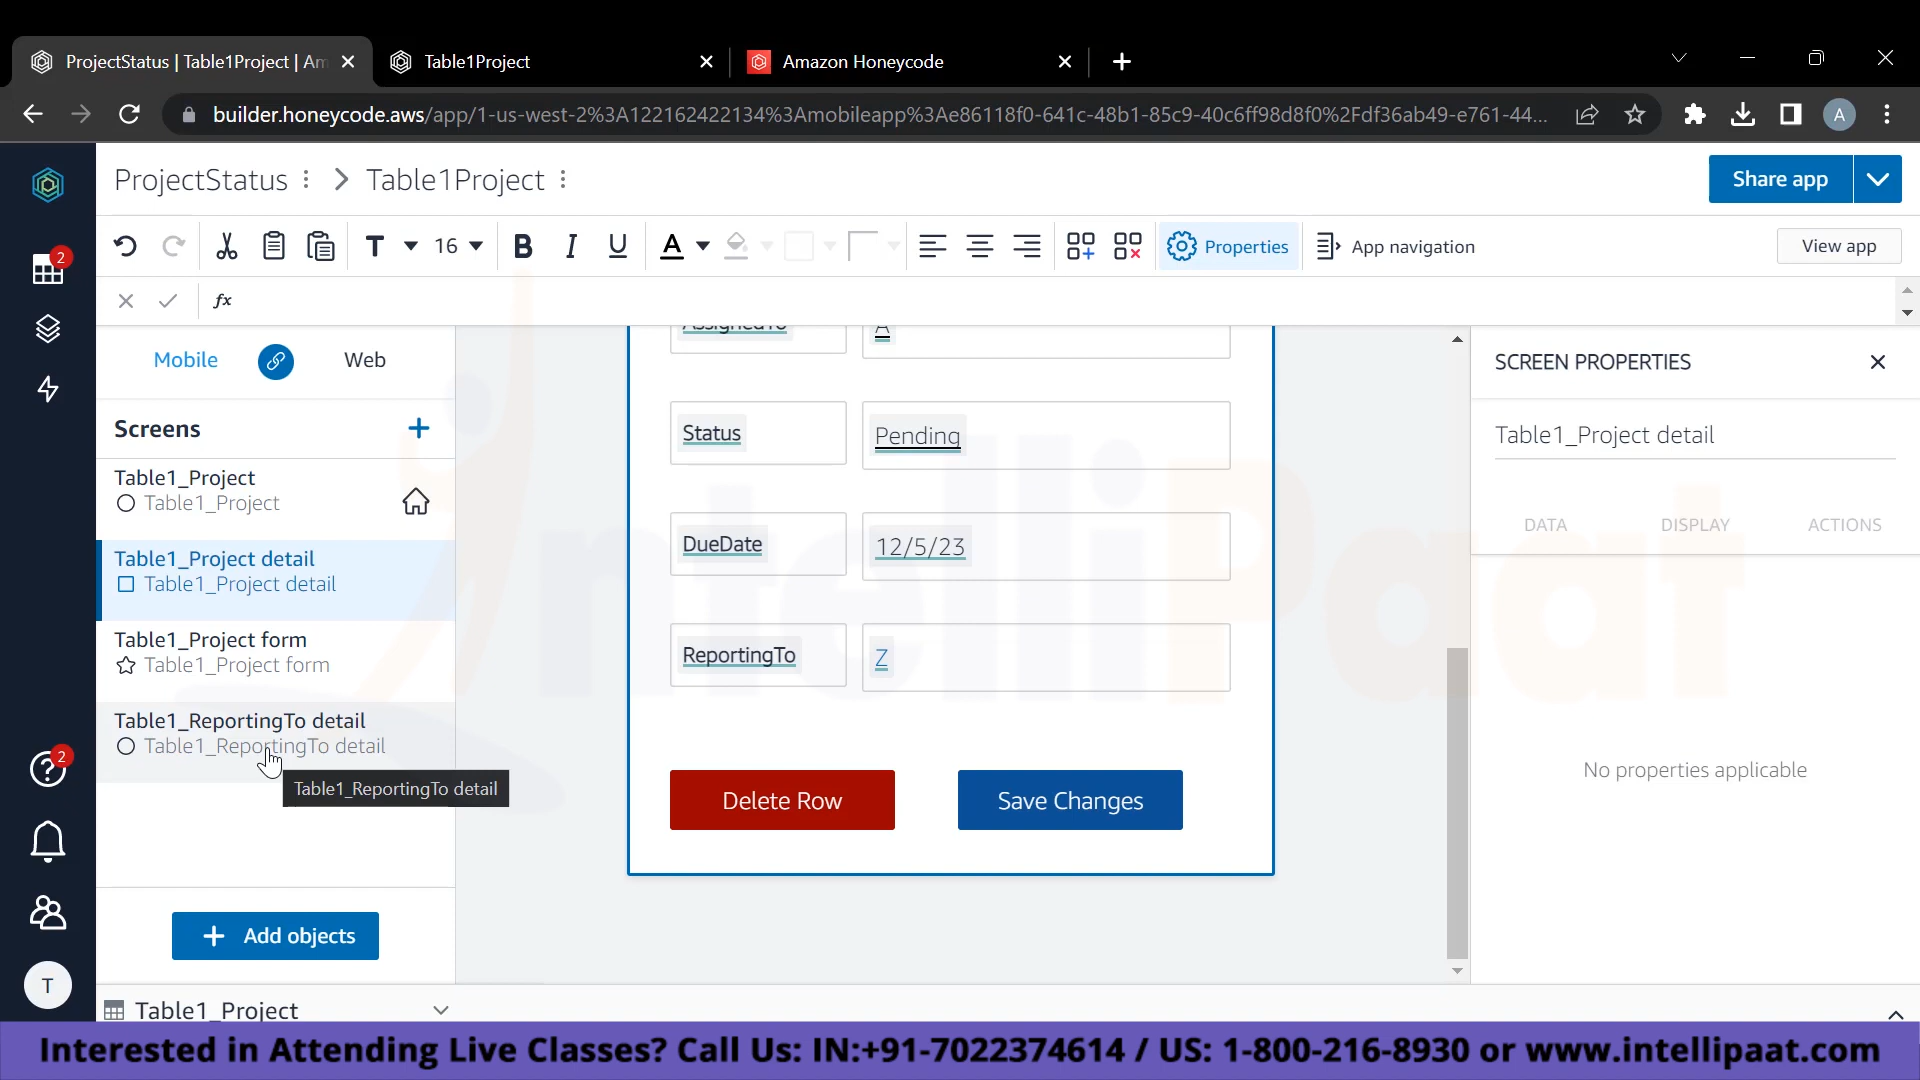 ProjectStatus | Table1Project | Am
Table1Project
Amazon Honeycode
builder.honeycode.aws/app/1-us-west-2%3A122162422134%3Amobileapp%3Ae86118f0-641c-48b1-85c9-40c6ff98d8f0%2Fdf36ab49-e761-44...
A
ProjectStatus > Table1Project
Share app
T 16 B I U A
Properties
App navigation
View app
2
fx
Mobile
Web
Screens
Table1_Project
Table1_Project
Table1_Project detail
Table1_Project detail
Table1_Project form
Table1_Project form
Table1_ReportingTo detail
Table1_ReportingTo detail
Table1_ReportingTo detail
2
Add objects
T
Table1_Project
AssignedTo
A
Status
Pending
DueDate
12/5/23
ReportingTo
Z
Delete Row
Save Changes
SCREEN PROPERTIES
Table1_Project detail
DATA
DISPLAY
ACTIONS
No properties applicable
intelliPaat
Interested in Attending Live Classes? Call Us: IN:+91-7022374614 / US: 1-800-216-8930 or www.intellipaat.com